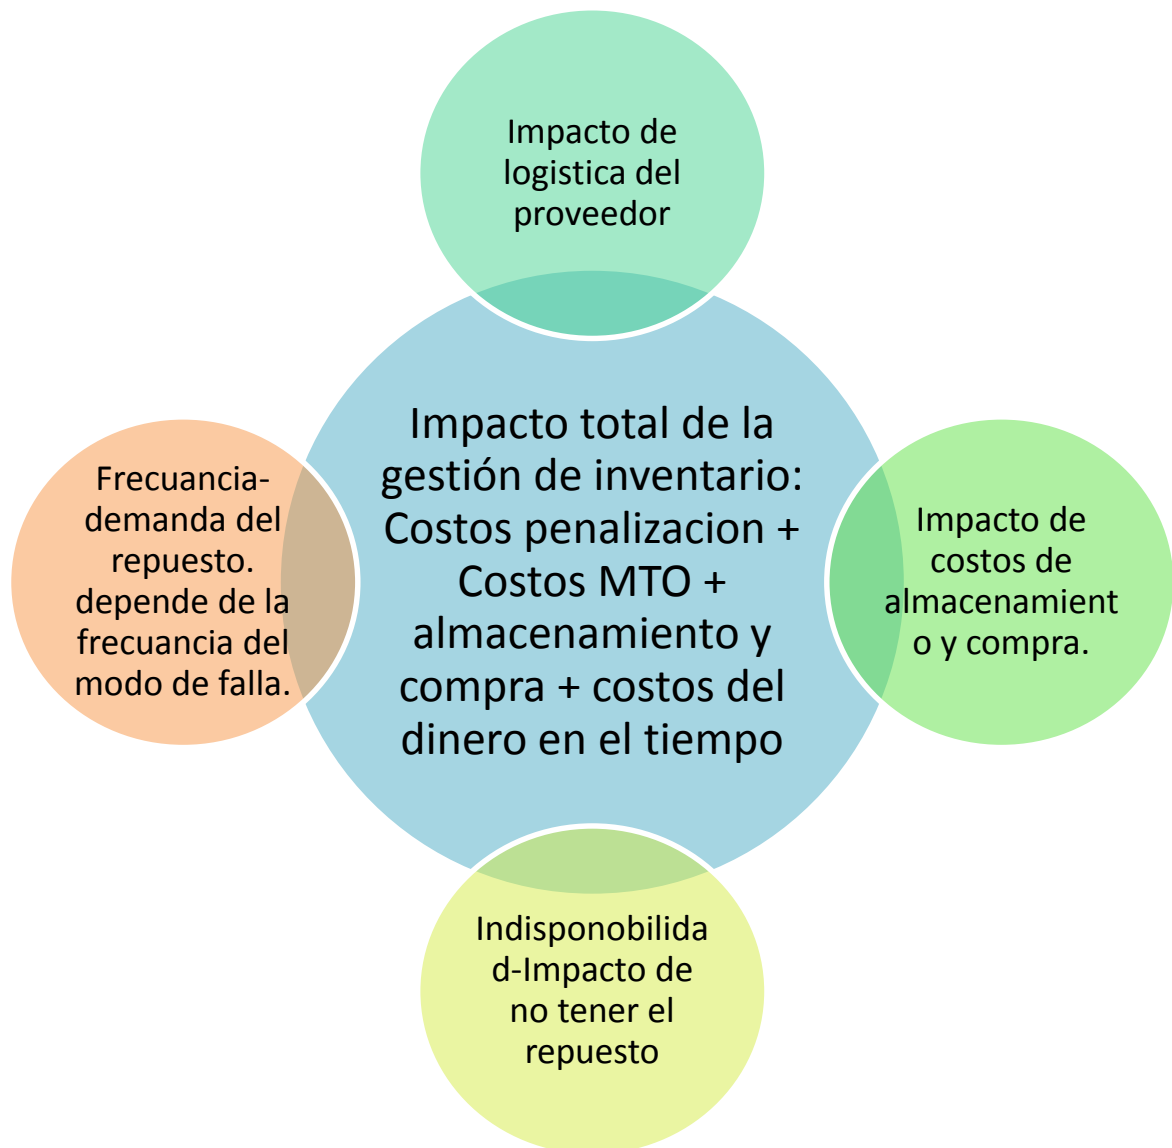 Impacto de
logistica del
proveedor
Frecuancia-
demanda del
repuesto.
depende de la
frecuancia del
modo de falla.
Impacto total de la
gestión de inventario:
Costos penalizacion +
Costos MTO +
almacenamiento y
compra + costos del
dinero en el tiempo
Impacto de
costos de
almacenamient
o y compra.
Indisponobilida
d-Impacto de
no tener el
repuesto